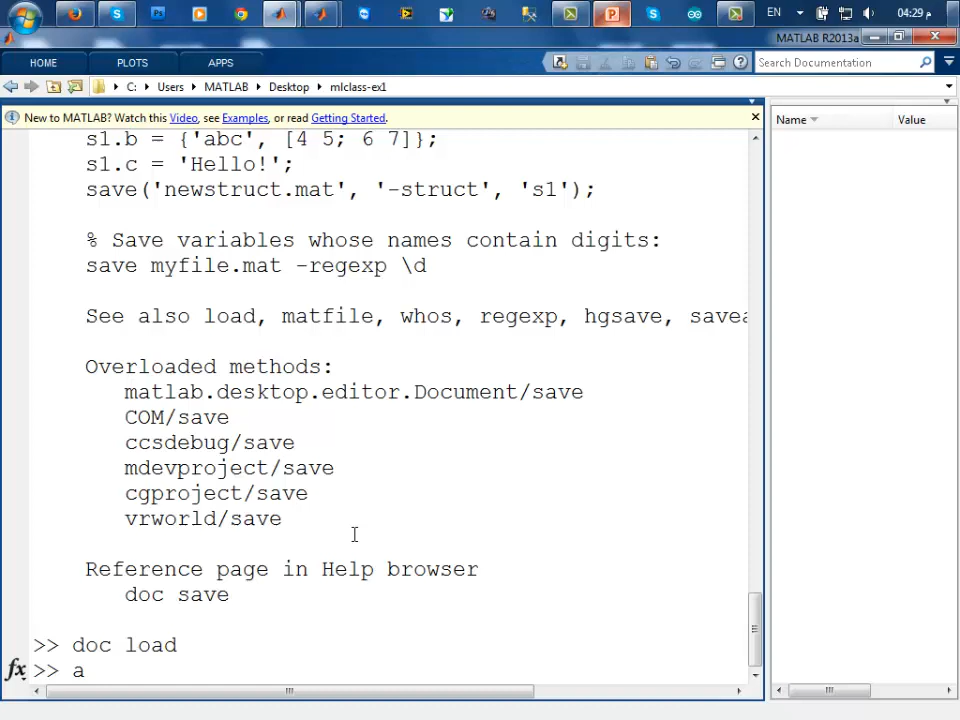 EN
04:29 م
MATLAB R2013a
HOME
PLOTS
APPS
Search Documentation
C:
Users
MATLAB
Desktop
mlclass-ex1
New to MATLAB? Watch this Video, see Examples, or read Getting Started.
Name
Value
s1.b = {'abc', [4 5; 6 7]};
s1.c = 'Hello!';
save('newstruct.mat', '-struct', 's1');
% Save variables whose names contain digits:
save myfile.mat -regexp \d
See also load, matfile, whos, regexp, hgsave, savea
Overloaded methods:
matlab.desktop.editor.Document/save
COM/save
ccsdebug/save
mdevproject/save
cgproject/save
vrworld/save
Reference page in Help browser
doc save
>> doc load
fx >> a